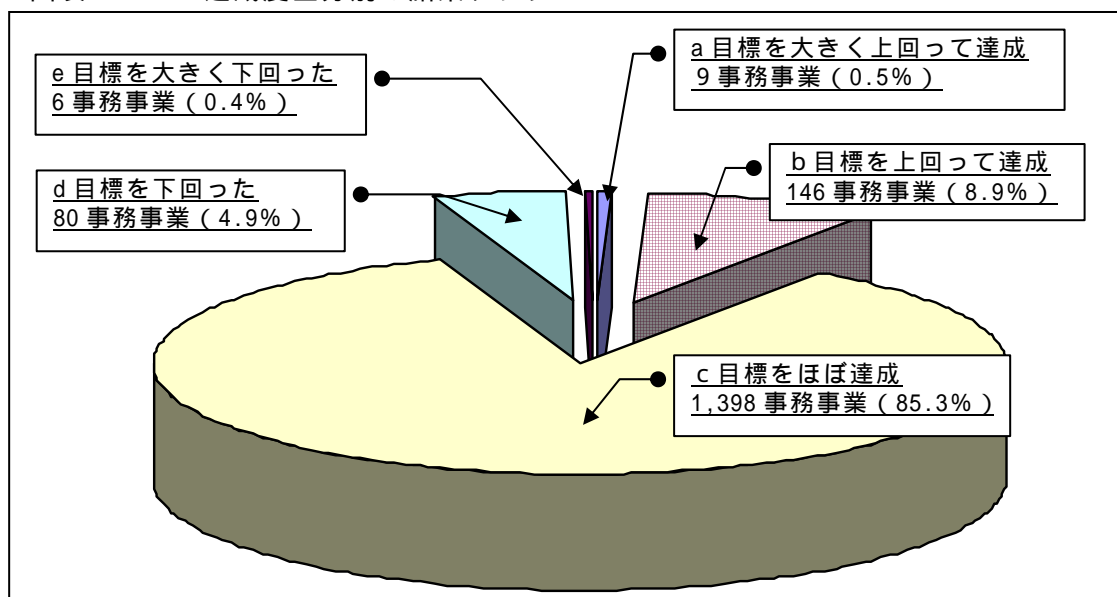 e 目標を大きく下回った
6 事務事業（0.4%）
a 目標を大きく上回って達成
9 事務事業（0.5%）
d 目標を下回った
80 事務事業（4.9%）
b 目標を上回って達成
146 事務事業（8.9%）
c 目標をほぼ達成
1,398 事務事業（85.3%）